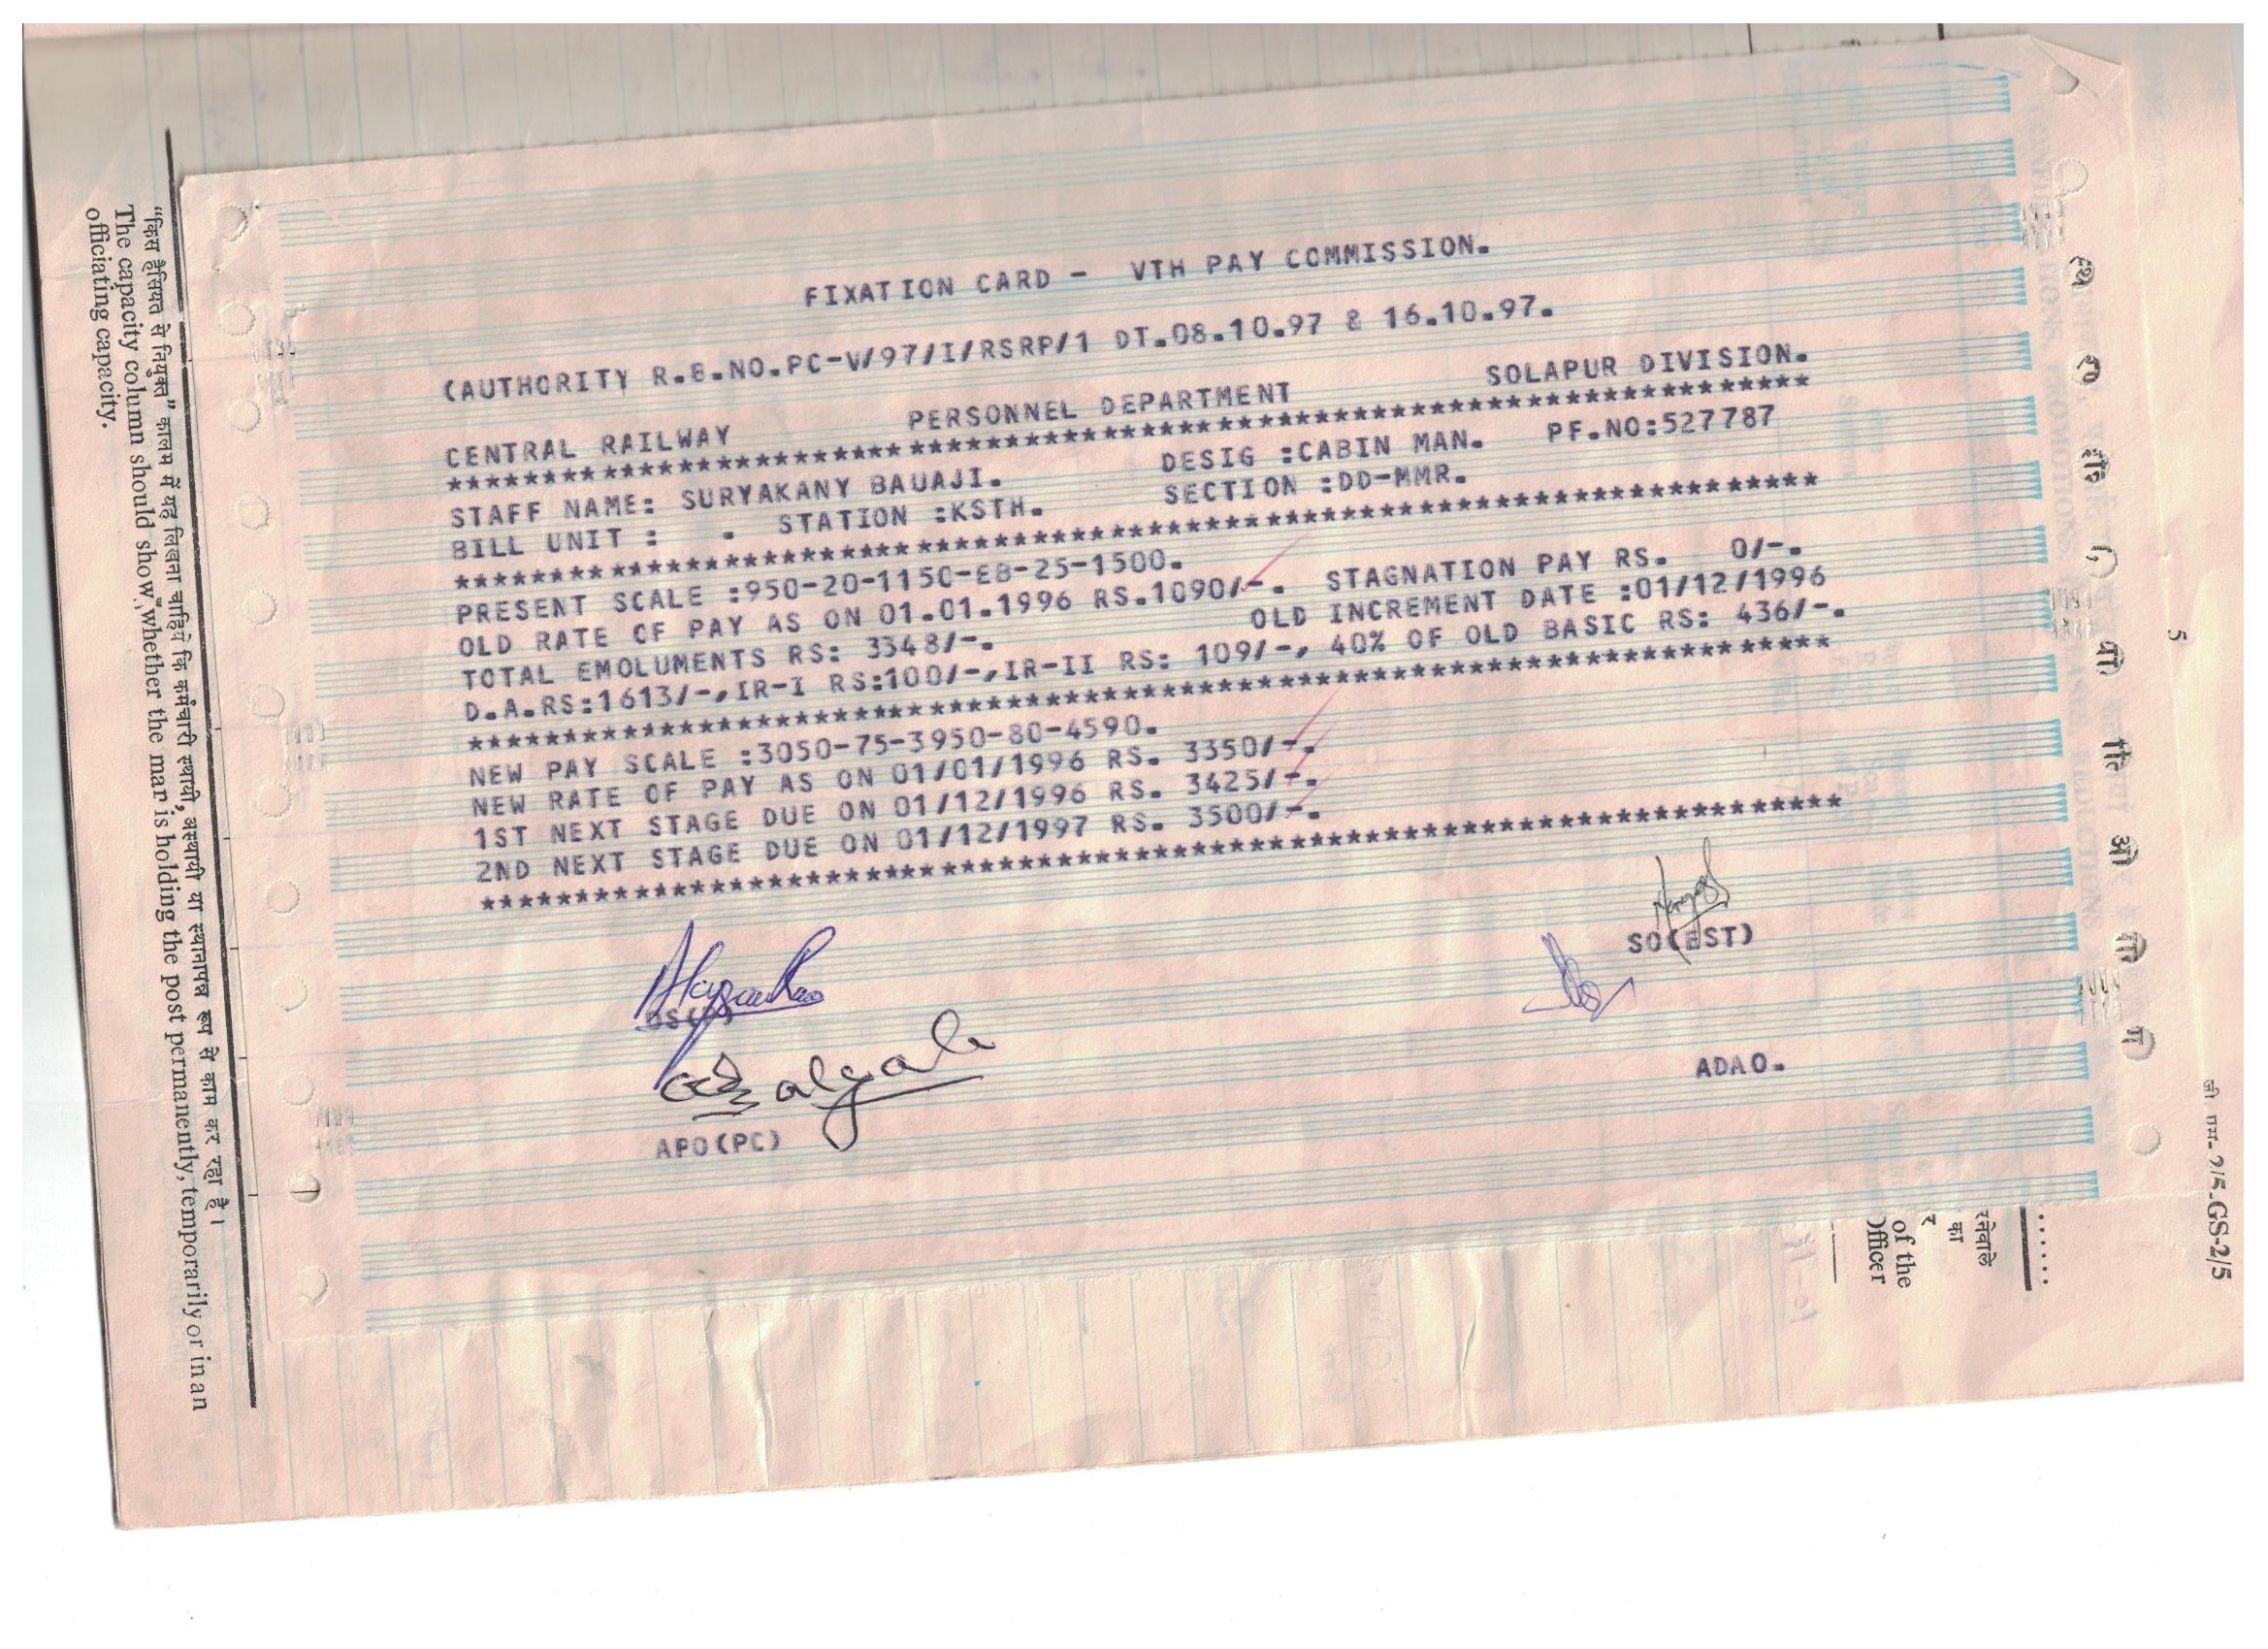 FIXATION CARD - VTH PAY COMMISSION.
(AUTHORITY R.B.NO.PC-V/97/I/RSRP/1 DT.08.10.97 & 16.10.97.
CENTRAL RAILWAY PERSONNEL DEPARTMENT SOLAPUR DIVISION.
STAFF NAME: SURYAKANY BAUAJI. DESIG :CABIN MAN. PF.NO:527787
BILL UNIT : . STATION :KSTH. SECTION :DD-MMR.
PRESENT SCALE :950-20-1150-EB-25-1500.
OLD RATE OF PAY AS ON 01.01.1996 RS.1090/-. STAGNATION PAY RS. 0/-.
TOTAL EMOLUMENTS RS: 3348/-. OLD INCREMENT DATE :01/12/1996
D.A.RS:1613/-,IR-I RS:100/-,IR-II RS: 109/-, 40% OF OLD BASIC RS: 436/-.
NEW PAY SCALE :3050-75-3950-80-4590.
NEW RATE OF PAY AS ON 01/01/1996 RS. 3350/-.
1ST NEXT STAGE DUE ON 01/12/1996 RS. 3425/-.
2ND NEXT STAGE DUE ON 01/12/1997 RS. 3500/-.
SO(EST)
ADAO.
APO(PC)
"किस हैसियत से नियुक्त" कालम में यह लिखना चाहिये कि कर्मचारी स्थायी, अस्थायी या स्थानापन्न रूप से काम कर रहा है ।
The capacity column should show, whether the man is holding the post permanently, temporarily or in an
officiating capacity.
5
GS-2/5
रनेवाले
का
र
of the
Officer